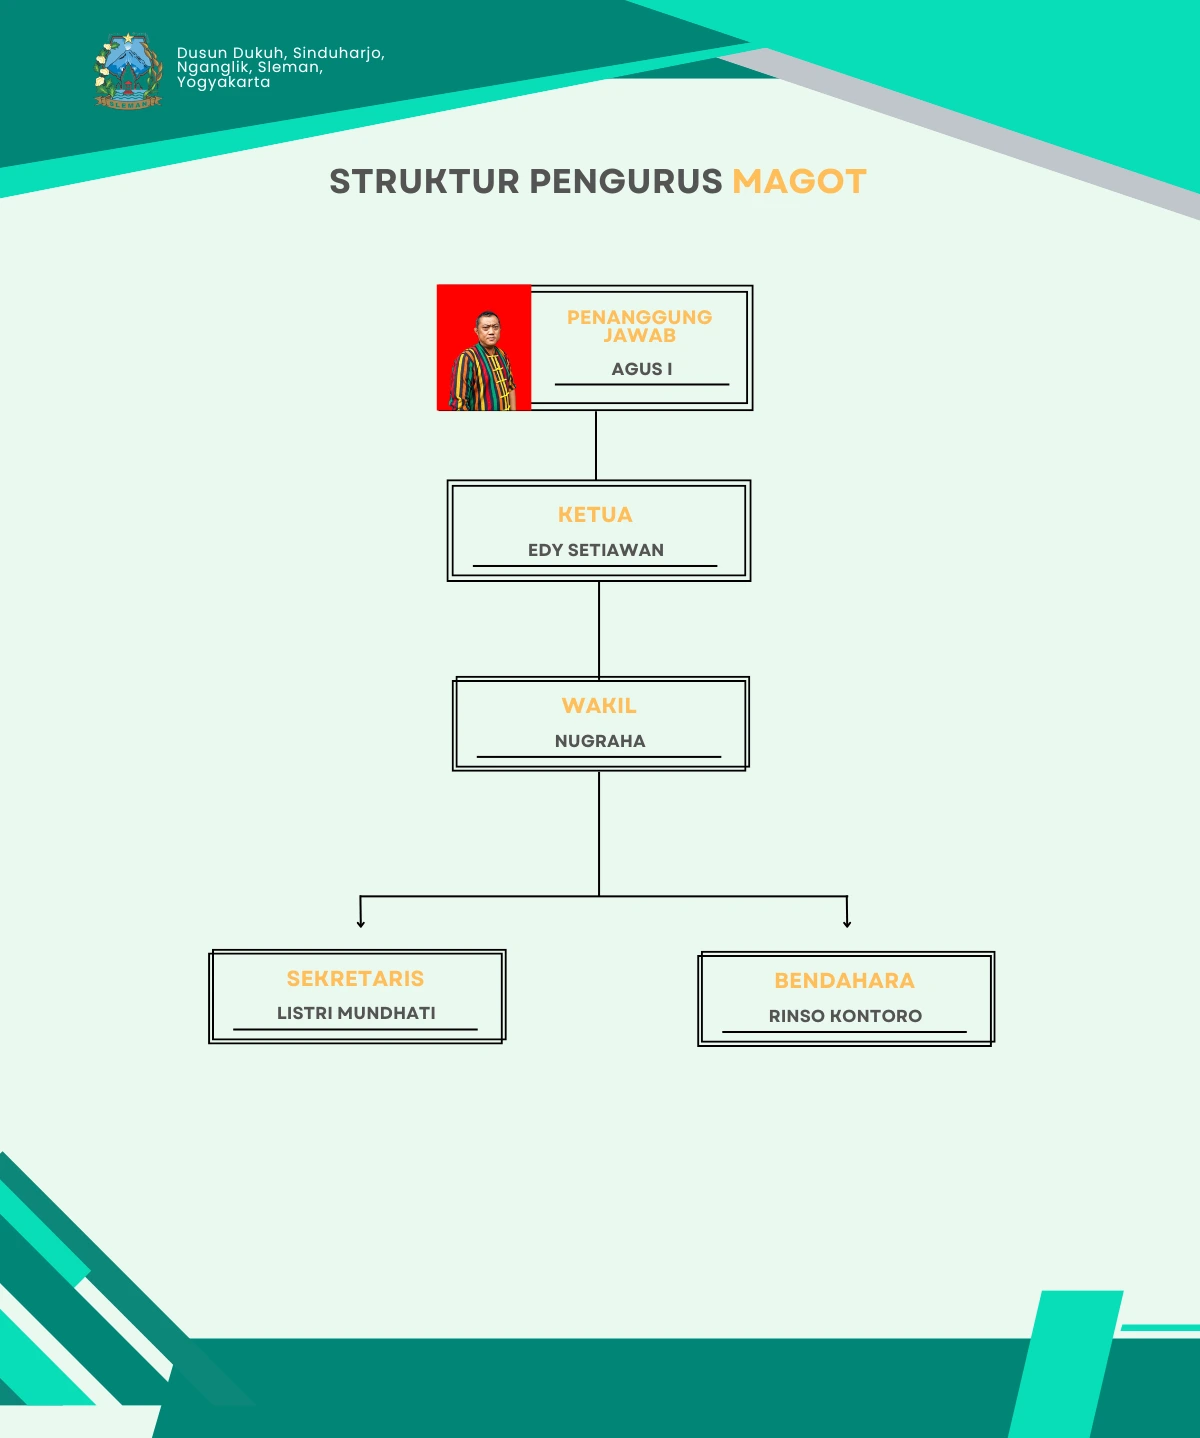 Dusun Dukuh, Sinduharjo,
Nganglik, Sleman,
Yogyakarta
SLEMAN
STRUKTUR PENGURUS MAGOT
PENANGGUNG
JAWAB
AGUS I
KETUA
EDY SETIAWAN
WAKIL
NUGRAHA
SEKRETARIS
LISTRI MUNDHATI
BENDAHARA
RINSO KONTORO